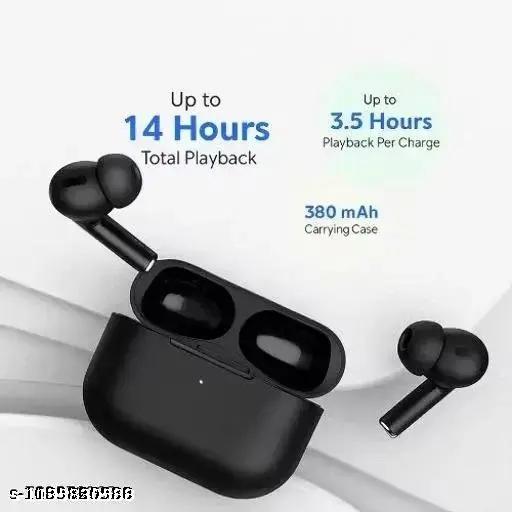 Up to
14 Hours
Total Playback
Up to
3.5 Hours
Playback Per Charge
380 mAh
Carrying Case